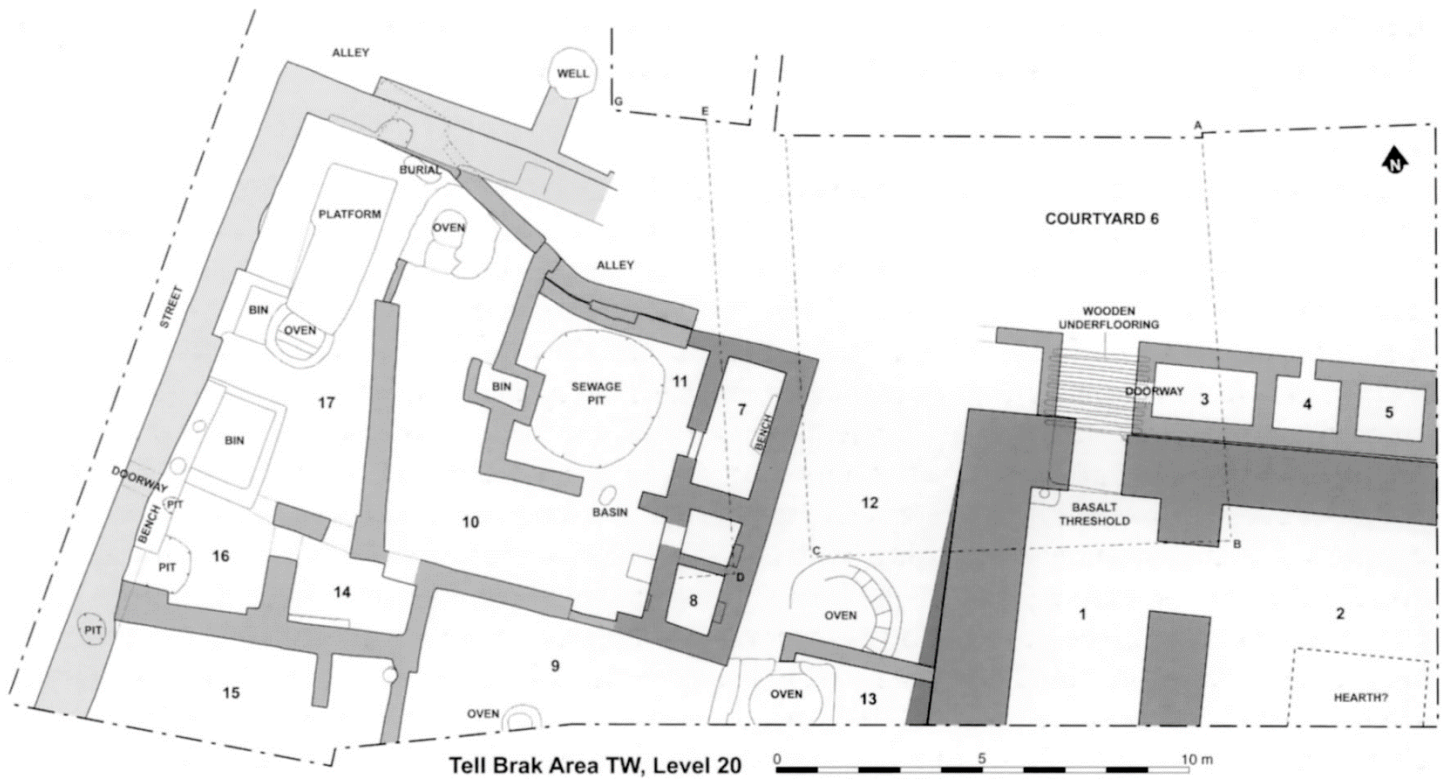 ALLEY
WELL
G
E
A
N
BURIAL
PLATFORM
OVEN
COURTYARD 6
ALLEY
STREET
BIN
OVEN
WOODEN
UNDERFLOORING
BIN
SEWAGE
PIT
11
7
BENCH
DOORWAY
3
4
5
17
BIN
DOORWAY
PIT
BENCH
10
BASIN
12
BASALT
THRESHOLD
B
PIT
16
C
D
14
8
OVEN
1
2
PIT
15
9
OVEN
13
HEARTH?
OVEN
Tell Brak Area TW, Level 20
0 5 10 m